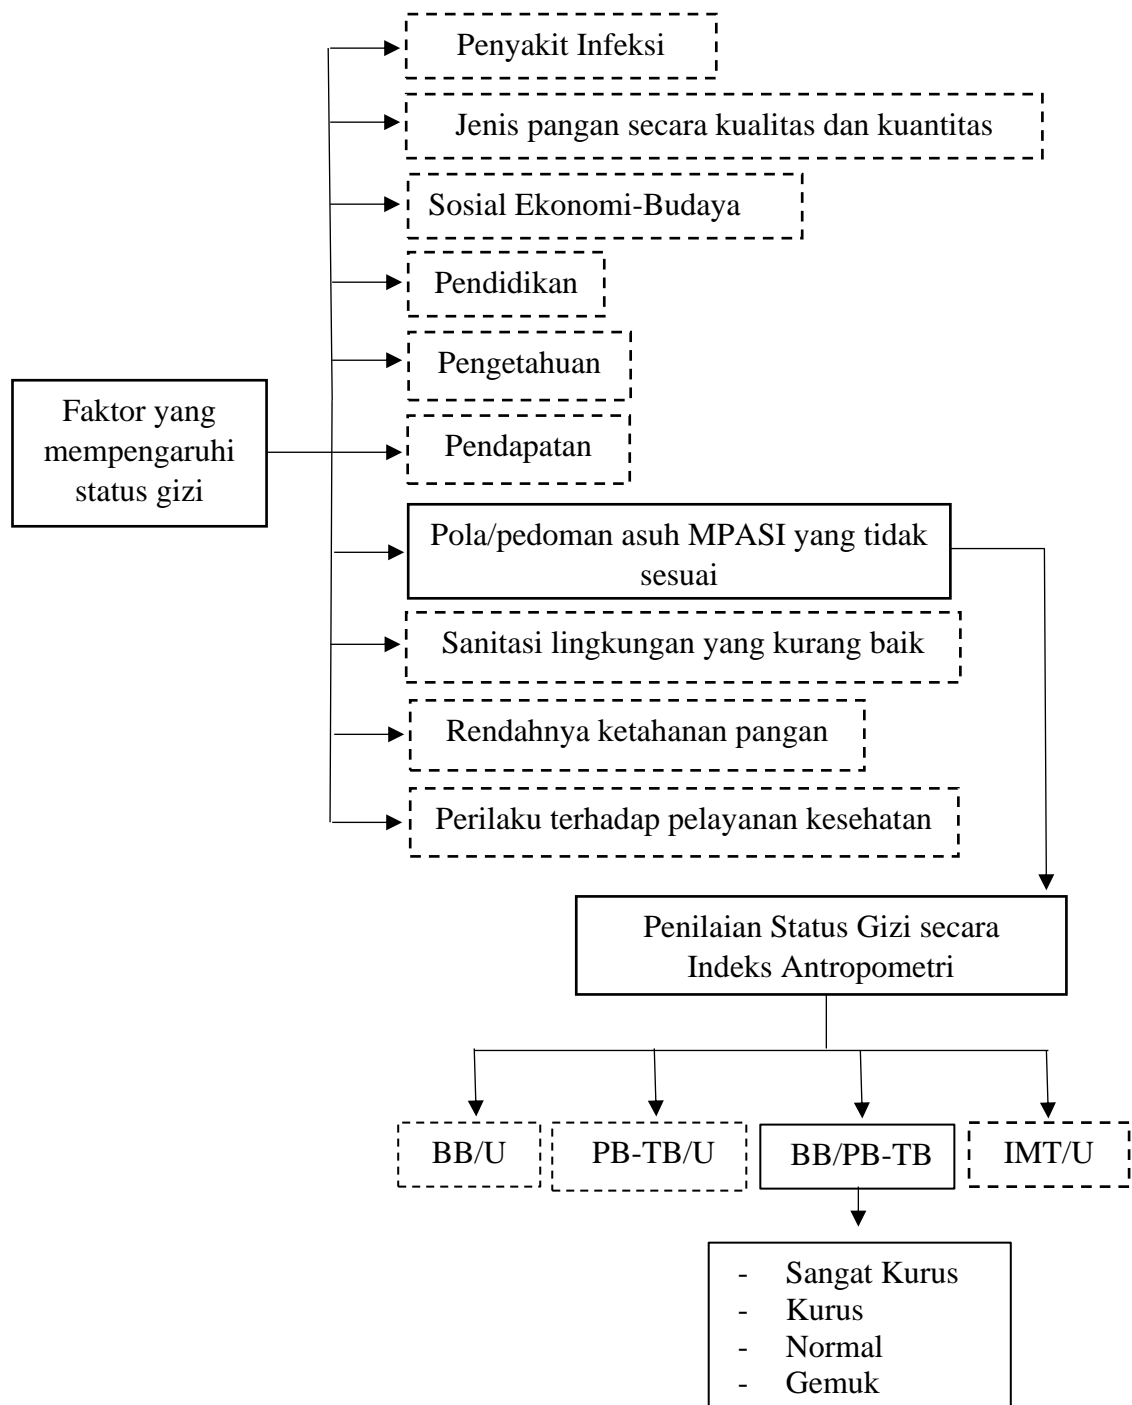 Penyakit Infeksi
Jenis pangan secara kualitas dan kuantitas
Sosial Ekonomi-Budaya
Pendidikan
Pengetahuan
Faktor yang
mempengaruhi
status gizi
Pendapatan
Pola/pedoman asuh MPASI yang tidak
sesuai
Sanitasi lingkungan yang kurang baik
Rendahnya ketahanan pangan
Perilaku terhadap pelayanan kesehatan
Penilaian Status Gizi secara
Indeks Antropometri
BB/U
PB-TB/U
BB/PB-TB
IMT/U
- Sangat Kurus
- Kurus
- Normal
- Gemuk